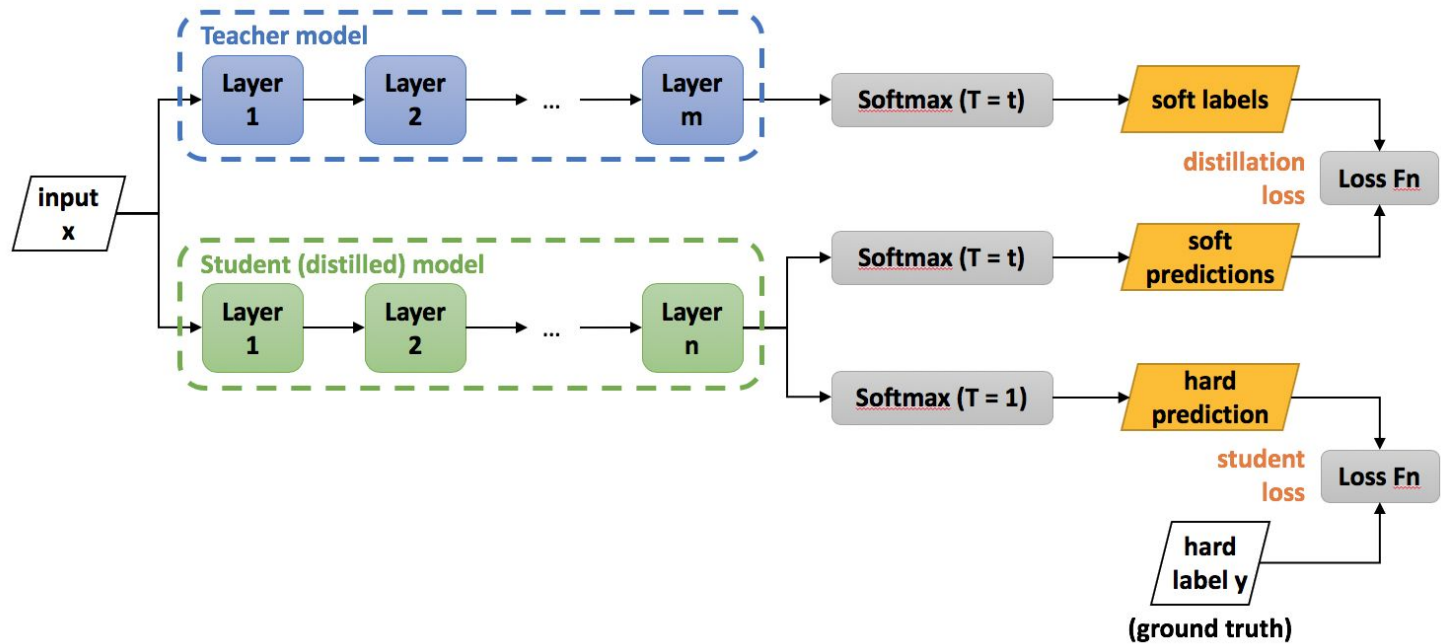 Teacher model
Layer
1
Layer
2
...
Layer
m
Softmax (T = t)
soft labels
distillation
loss
Loss Fn
input
x
Student (distilled) model
Layer
1
Layer
2
...
Layer
n
Softmax (T = t)
soft
predictions
Softmax (T = 1)
hard
prediction
student
loss
Loss Fn
hard
label y
(ground truth)